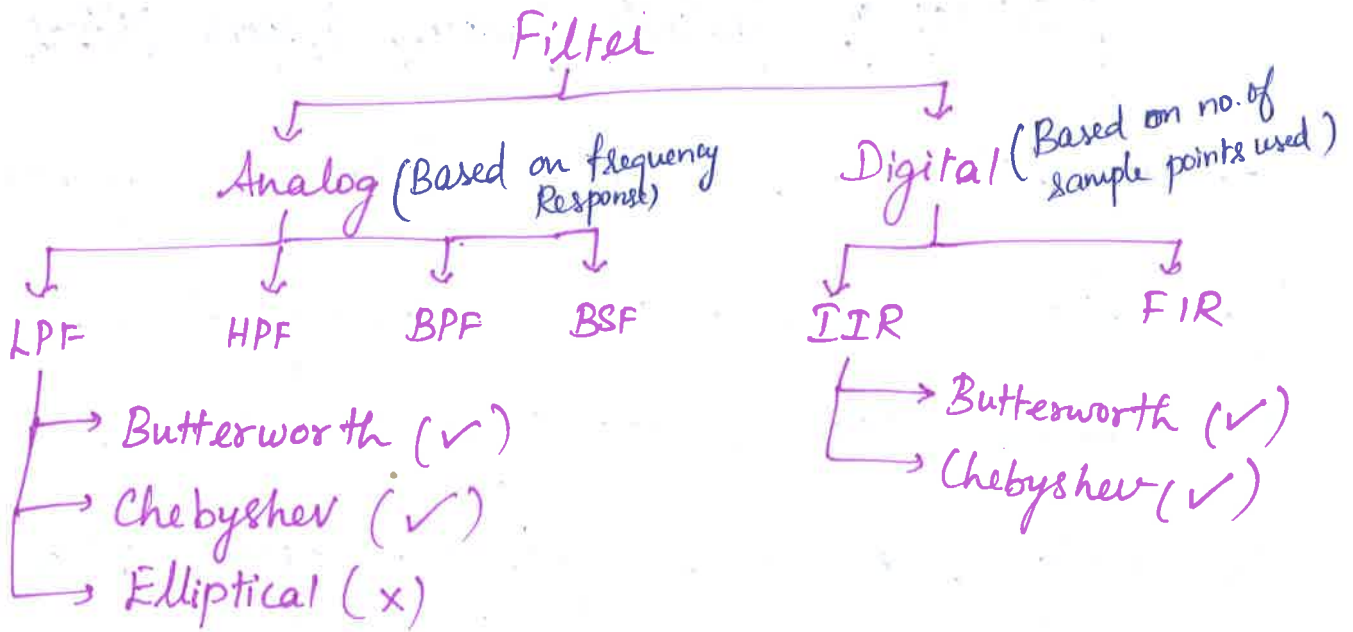 Filter
Analog (Based on frequency
Response)
Digital (Based on no. of
sample points used)
LPF HPF BPF BSF
IIR FIR
Butterworth (✓)
Chebyshev (✓)
Elliptical (x)
Butterworth (✓)
Chebyshev (✓)